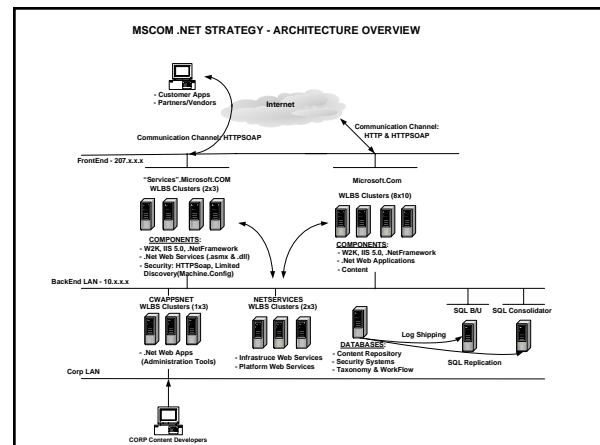 MSCOM .NET STRATEGY - ARCHITECTURE OVERVIEW
- Customer Apps
- Partners/Vendors
Internet
Communication Channel: HTTPSOAP
Communication Channel:
HTTP & HTTPSOAP
FrontEnd - 207.x.x.x
"Services".Microsoft.COM
WLBS Clusters (2x3)
Microsoft.Com
WLBS Clusters (8x10)
COMPONENTS:
- W2K, IIS 5.0, .NetFramework
- .Net Web Services (.asmx & .dll)
- Security: HTTPSoap, Limited
Discovery(Machine.Config)
COMPONENTS:
- W2K, IIS 5.0, .NetFramework
- .Net Web Applications
- Content
BackEnd LAN - 10.x.x.x
CWAPPSNET
WLBS Clusters (1x3)
NETSERVICES
WLBS Clusters (2x3)
SQL B/U
SQL Consolidator
Log Shipping
- .Net Web Apps
(Administration Tools)
- Infrastruce Web Services
- Platform Web Services
DATABASES:
- Content Repository
- Security Systems
- Taxonomy & WorkFlow
SQL Replication
Corp LAN
CORP Content Developers